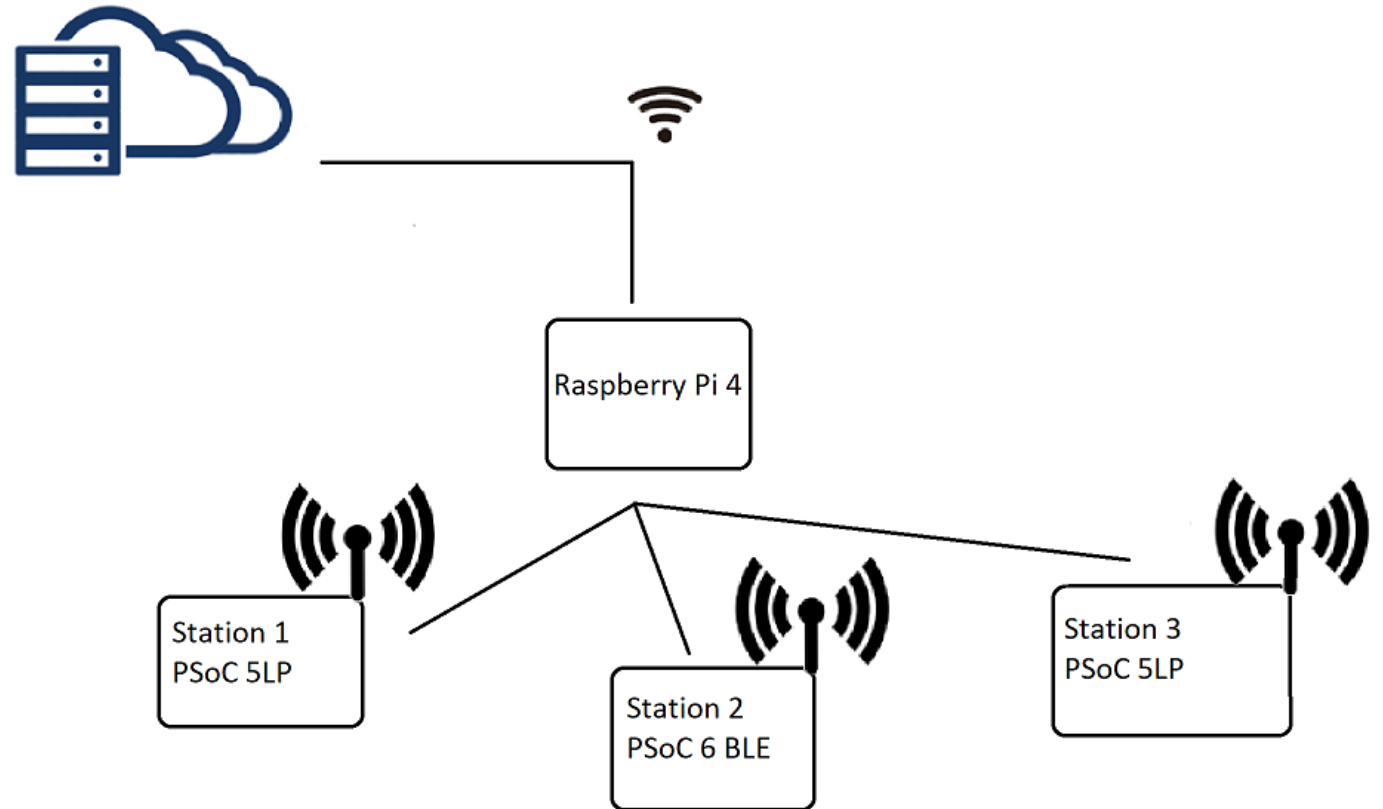 Raspberry Pi 4
Station 1
PSoC 5LP
Station 2
PSoC 6 BLE
Station 3
PSoC 5LP